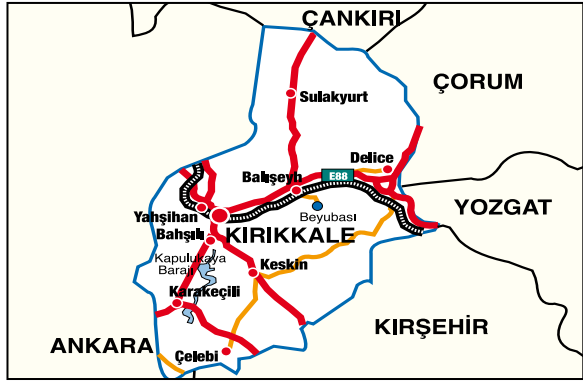 ÇANKIRI
ÇORUM
Sulakyurt
Delice
Balışeyh
E88
YOZGAT
Yahşihan
Beyubası
Bahşılı
KIRIKKALE
Kapulukaya
Barajı
Keskin
Karakeçili
KIRŞEHİR
ANKARA
Çelebi